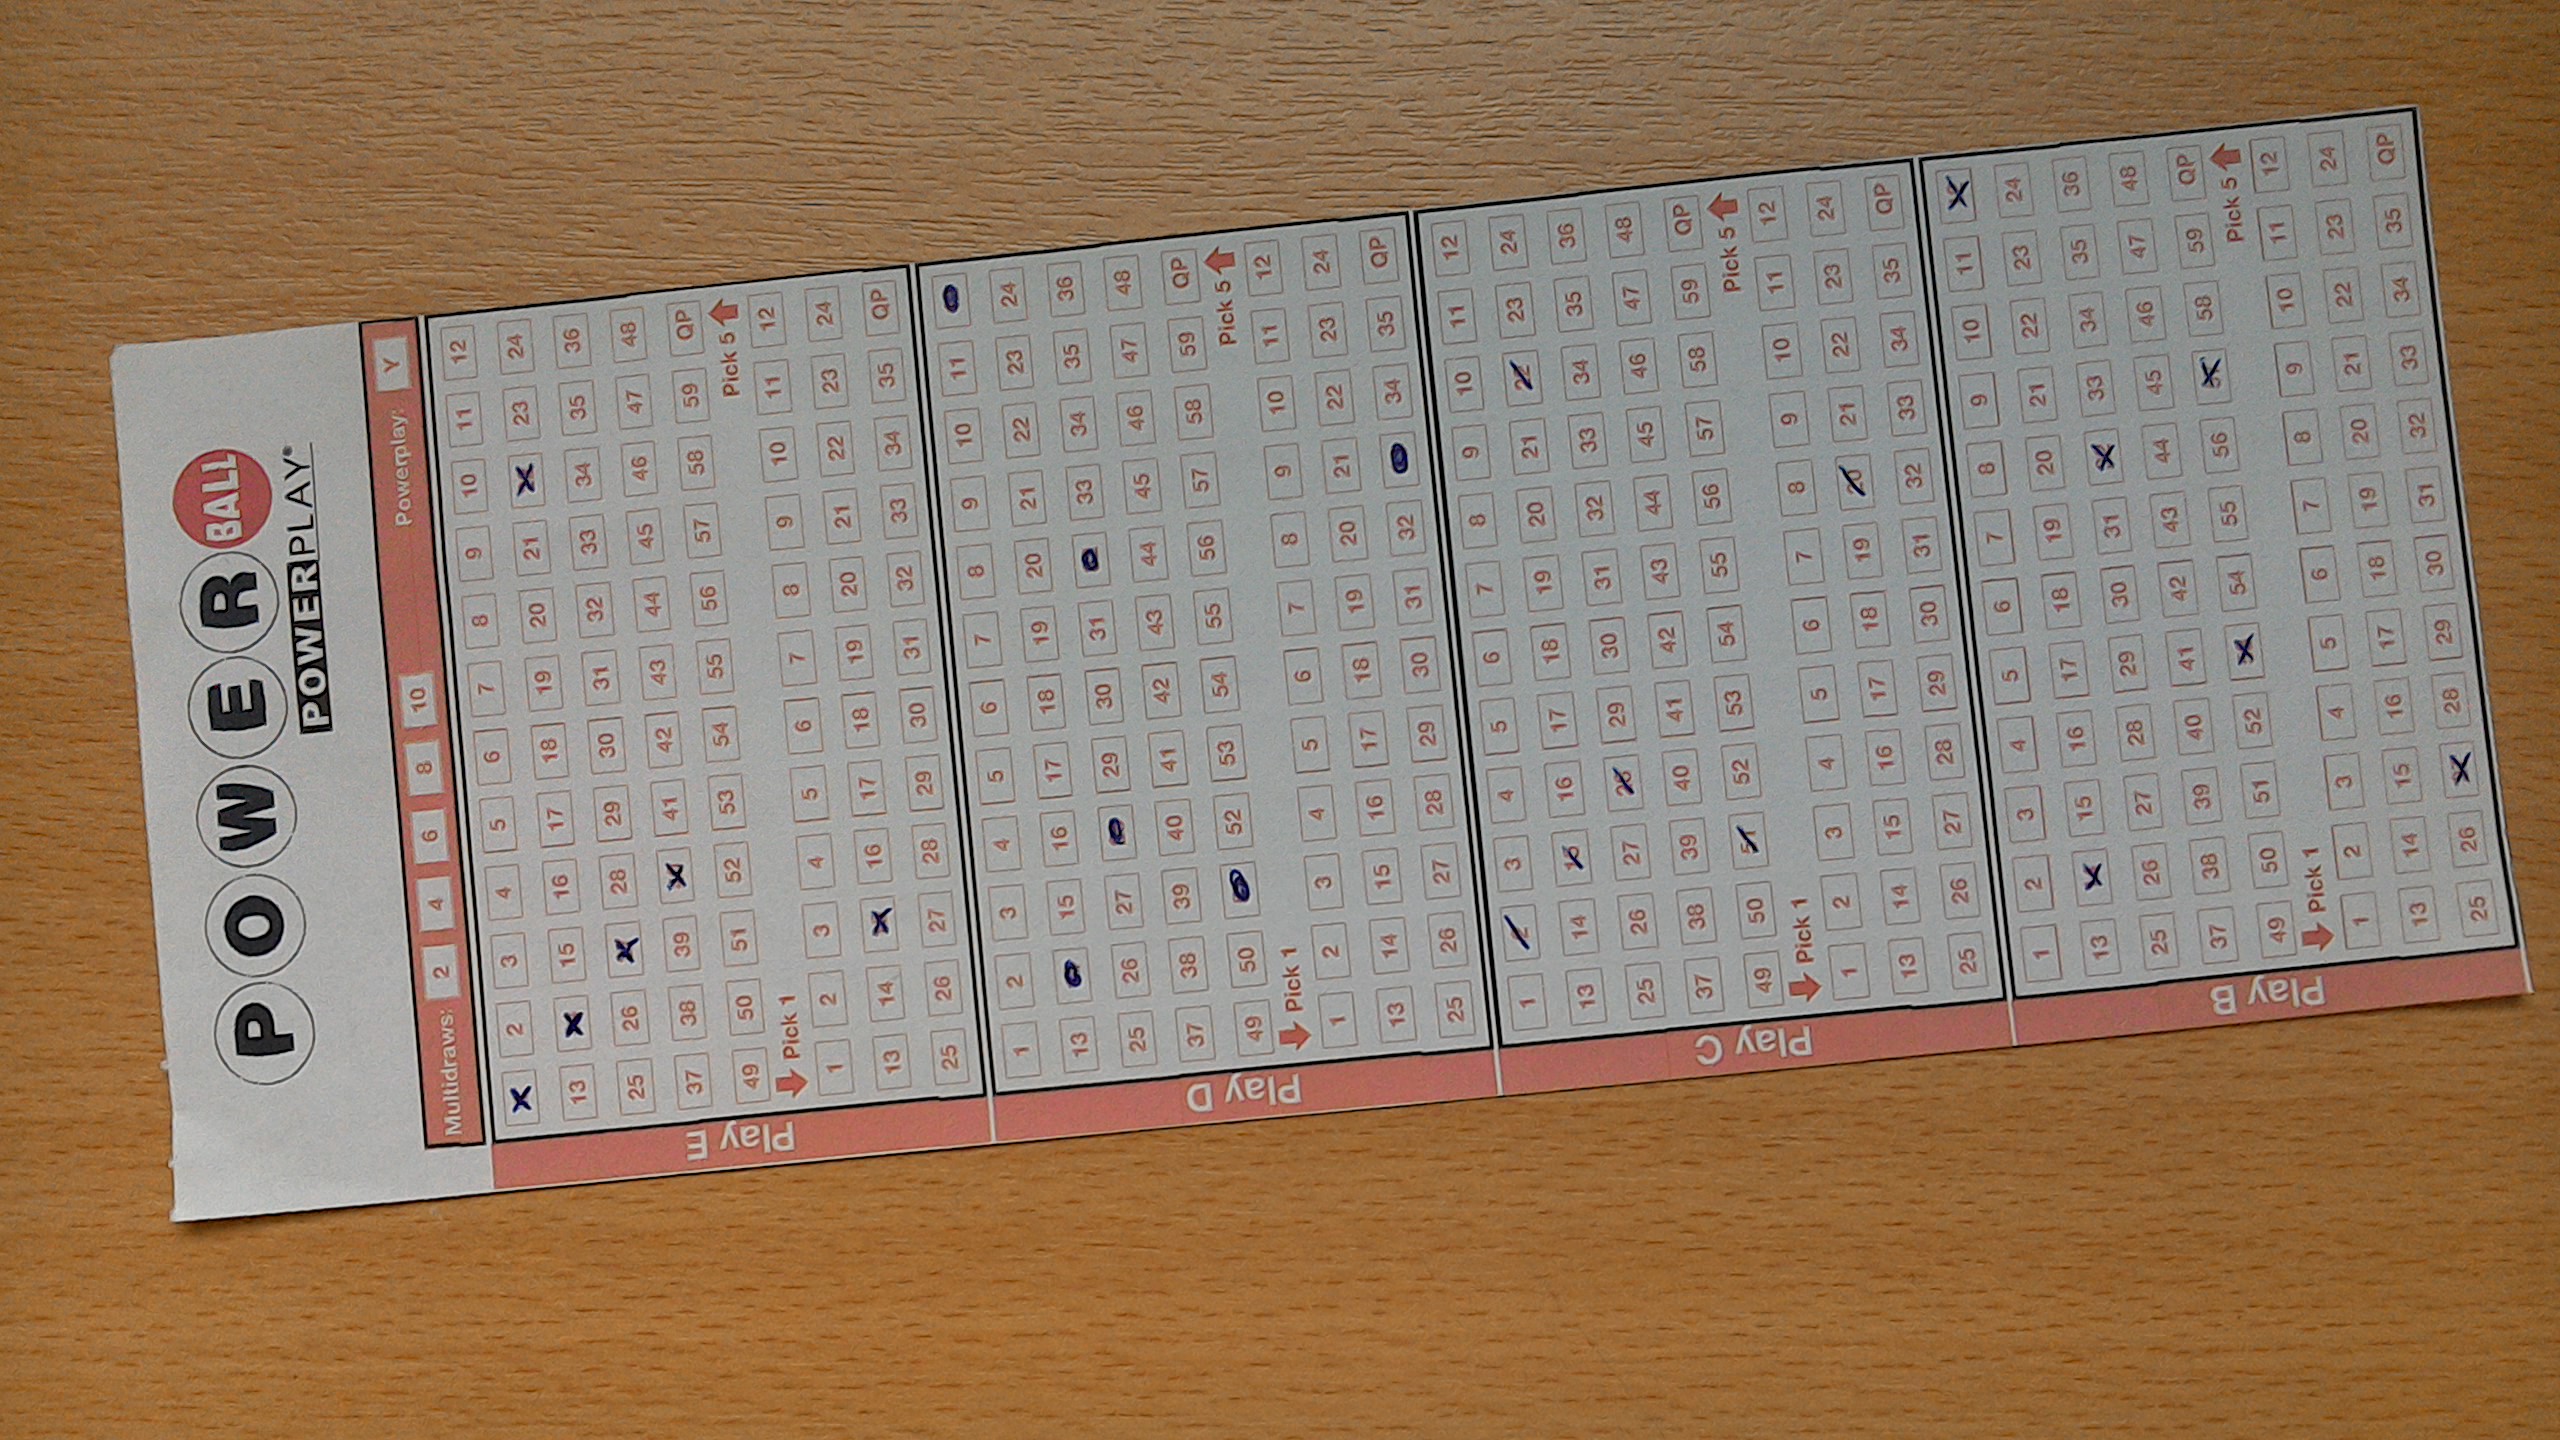 POWERBALL
POWERPLAY®
Multidraws: 2 4 6 8 10 Powerplay: Y
Play E
2 3 4 5 6 7 8 9 10 11 12
13 15 16 17 18 19 20 21 23 24
25 26 28 29 30 31 32 33 34 35 36
37 38 39 41 42 43 44 45 46 47 48
49 50 51 52 53 54 55 56 57 58 59 QP
Pick 1 Pick 5
1 2 3 4 5 6 7 8 9 10 11 12
13 14 16 17 18 19 20 21 22 23 24
25 26 27 28 29 30 31 32 33 34 35 QP
Play D
1 2 3 4 5 6 7 8 9 10 11
13 15 16 17 18 19 20 21 22 23 24
25 26 27 29 30 31 33 34 35 36
37 38 39 40 41 42 43 44 45 46 47 48
49 50 52 53 54 55 56 57 58 59 QP
Pick 1 Pick 5
1 2 3 4 5 6 7 8 9 10 11 12
13 14 15 16 17 18 19 20 21 22 23 24
25 26 27 28 29 30 31 32 34 35 QP
Play C
1 2 3 4 5 6 7 8 9 10 11 12
13 14 15 16 17 18 19 20 21 22 23 24
25 26 27 28 29 30 31 32 33 34 35 36
37 38 39 40 41 42 43 44 45 46 47 48
49 50 51 52 53 54 55 56 57 58 59 QP
Pick 1 Pick 5
1 2 3 4 5 6 7 8 9 10 11 12
13 14 15 16 17 18 19 20 21 22 23 24
25 26 27 28 29 30 31 32 33 34 35 QP
Play B
1 2 3 4 5 6 7 8 9 10 11
13 15 16 17 18 19 20 21 22 23 24
25 26 27 28 29 30 31 33 34 35 36
37 38 39 40 41 42 43 44 45 46 47 48
49 50 51 52 54 55 56 58 59 QP
Pick 1 Pick 5
1 2 3 4 5 6 7 8 9 10 11 12
13 14 15 16 17 18 19 20 21 22 23 24
25 26 28 29 30 31 32 33 34 35 QP